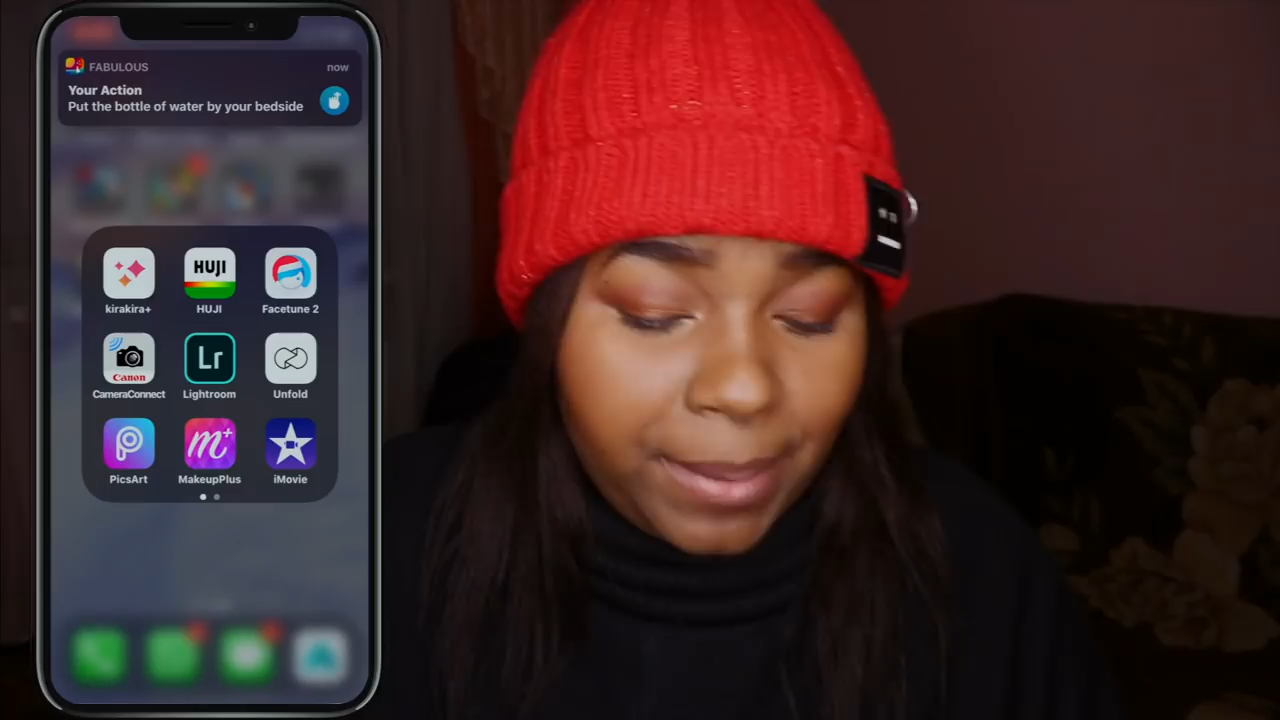 FABULOUS now
Your Action
Put the bottle of water by your bedside
HUJI
kirakira+ HUJI Facetune 2
Canon
Lr
CameraConnect Lightroom Unfold
m+
PicsArt MakeupPlus iMovie